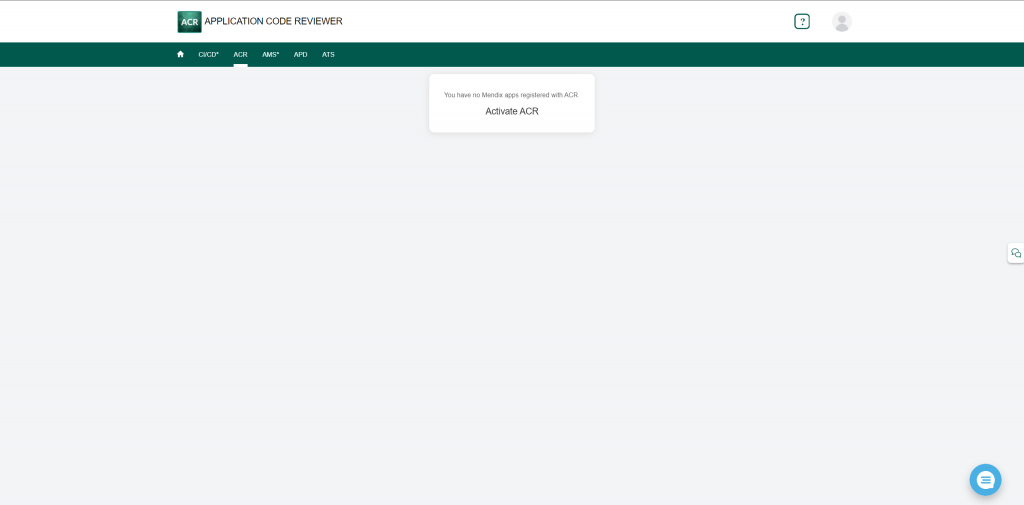 ACR APPLICATION CODE REVIEWER
?
CI/CD* ACR AMS* APD ATS
You have no Mendix apps registered with ACR.
Activate ACR